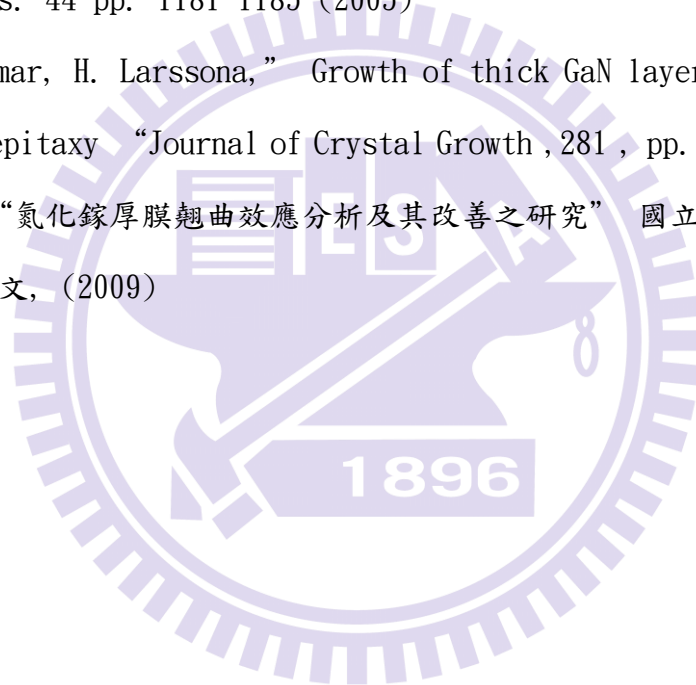 s. 44 pp. 1181-1185 (2005)
mar, H. Larssona,” Growth of thick GaN layer
epitaxy “Journal of Crystal Growth ,281 , pp.
“氮化鎵厚膜翹曲效應分析及其改善之研究” 國立
文, (2009)
E S A
1896